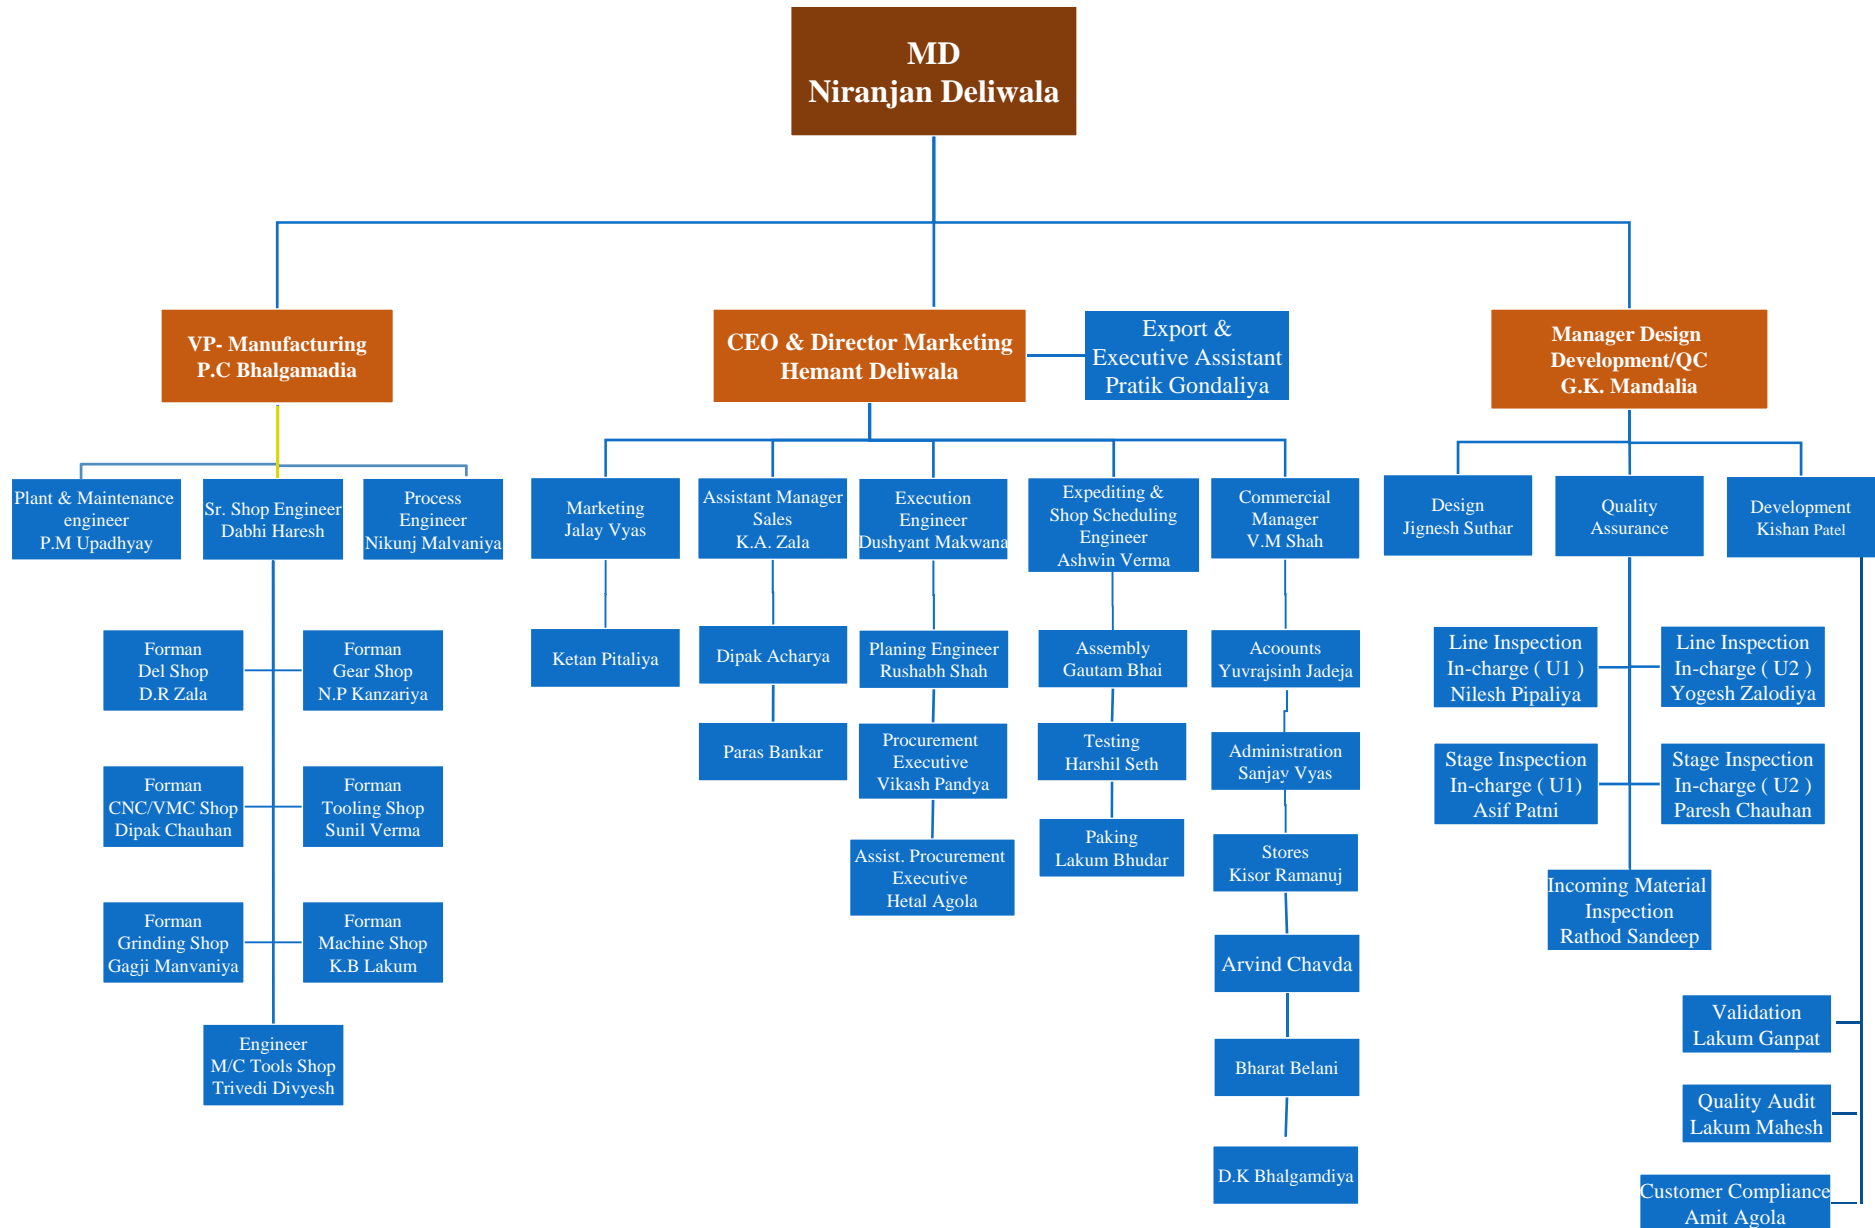 MD
Niranjan Deliwala
VP- Manufacturing
P.C Bhalgamadia
CEO & Director Marketing
Hemant Deliwala
Export &
Executive Assistant
Pratik Gondaliya
Manager Design
Development/QC
G.K. Mandalia
Plant & Maintenance
engineer
P.M Upadhyay
Sr. Shop Engineer
Dabhi Haresh
Process
Engineer
Nikunj Malvaniya
Marketing
Jalay Vyas
Assistant Manager
Sales
K.A. Zala
Execution
Engineer
Dushyant Makwana
Expediting &
Shop Scheduling
Engineer
Ashwin Verma
Commercial
Manager
V.M Shah
Design
Jignesh Suthar
Quality
Assurance
Development
Kishan Patel
Forman
Del Shop
D.R Zala
Forman
Gear Shop
N.P Kanzariya
Ketan Pitaliya
Dipak Acharya
Planing Engineer
Rushabh Shah
Assembly
Gautam Bhai
Acoounts
Yuvrajsinh Jadeja
Line Inspection
In-charge ( U1 )
Nilesh Pipaliya
Line Inspection
In-charge ( U2 )
Yogesh Zalodiya
Paras Bankar
Procurement
Executive
Vikash Pandya
Testing
Harshil Seth
Administration
Sanjay Vyas
Forman
CNC/VMC Shop
Dipak Chauhan
Forman
Tooling Shop
Sunil Verma
Stage Inspection
In-charge ( U1)
Asif Patni
Stage Inspection
In-charge ( U2 )
Paresh Chauhan
Assist. Procurement
Executive
Hetal Agola
Paking
Lakum Bhudar
Stores
Kisor Ramanuj
Incoming Material
Inspection
Rathod Sandeep
Forman
Grinding Shop
Gagji Manvaniya
Forman
Machine Shop
K.B Lakum
Arvind Chavda
Validation
Lakum Ganpat
Engineer
M/C Tools Shop
Trivedi Divyesh
Bharat Belani
Quality Audit
Lakum Mahesh
D.K Bhalgamdiya
Customer Compliance
Amit Agola